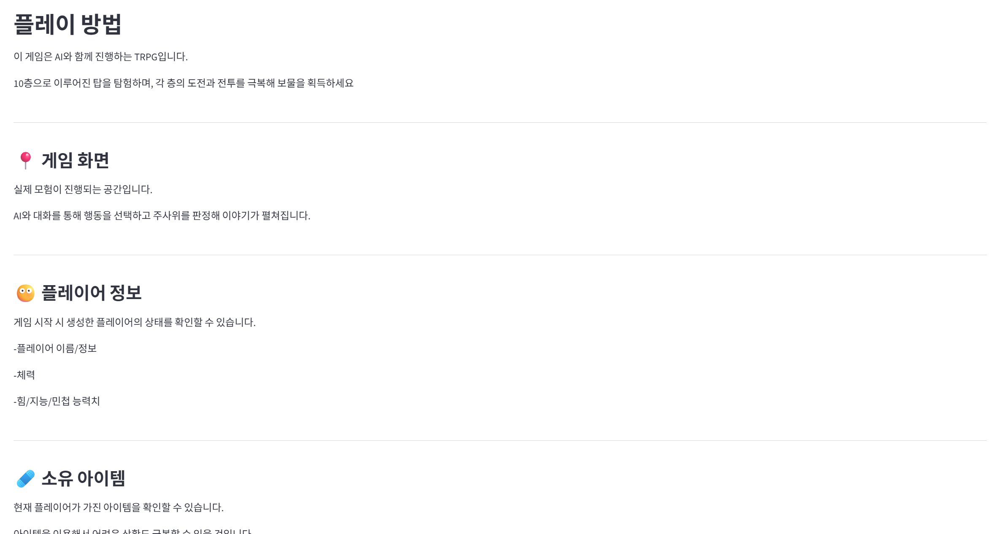 플레이 방법
이 게임은 AI와 함께 진행하는 TRPG입니다.
10층으로 이루어진 탑을 탐험하며, 각 층의 도전과 전투를 극복해 보물을 획득하세요
게임 화면
실제 모험이 진행되는 공간입니다.
AI와 대화를 통해 행동을 선택하고 주사위를 판정해 이야기가 펼쳐집니다.
플레이어 정보
게임 시작 시 생성한 플레이어의 상태를 확인할 수 있습니다.
-플레이어 이름/정보
-체력
-힘/지능/민첩 능력치
소유 아이템
현재 플레이어가 가진 아이템을 확인할 수 있습니다.
아이템을 이용해서 어려운 상황도 극복할 수 있을 것입니다.